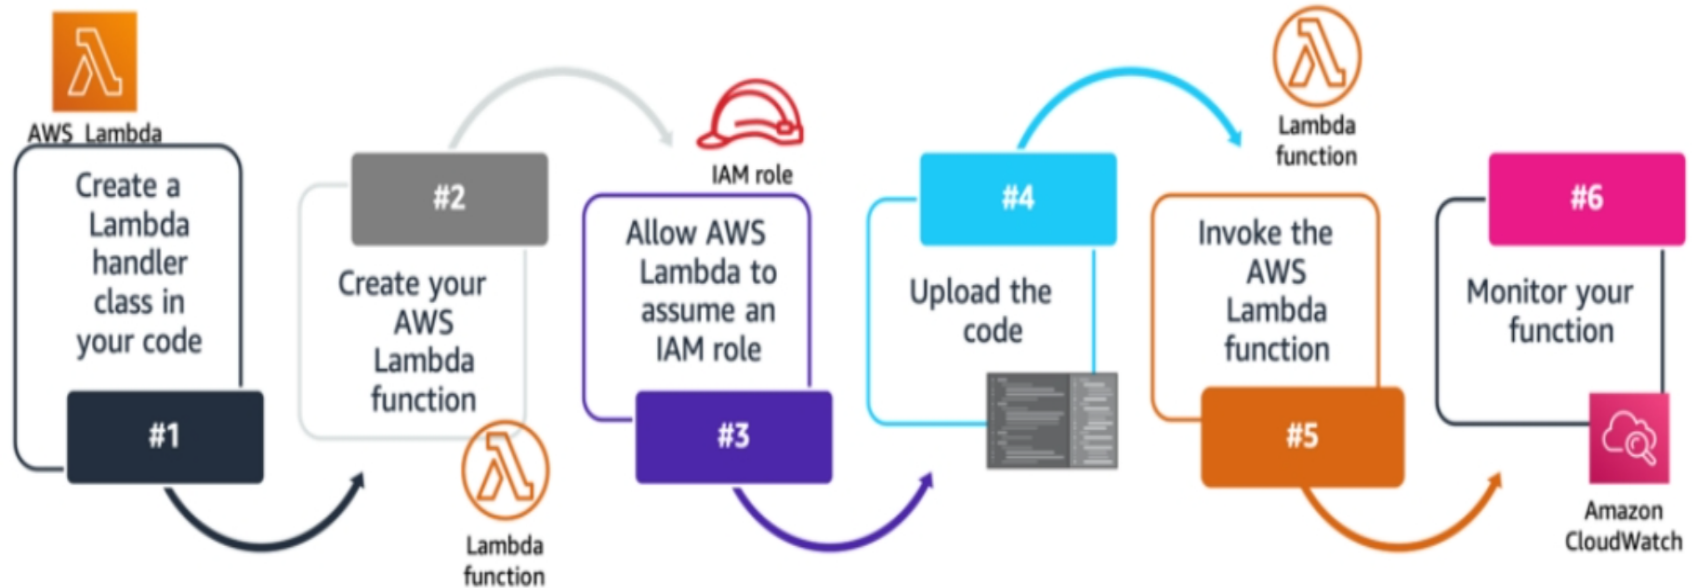 AWS Lambda
Create a
Lambda
handler
class in
your code
#1
#2
Create your
AWS
Lambda
function
Lambda
function
IAM role
Allow AWS
Lambda to
assume an
IAM role
#3
#4
Upload the
code
Lambda
function
Invoke the
AWS
Lambda
function
#5
#6
Monitor your
function
Amazon
CloudWatch